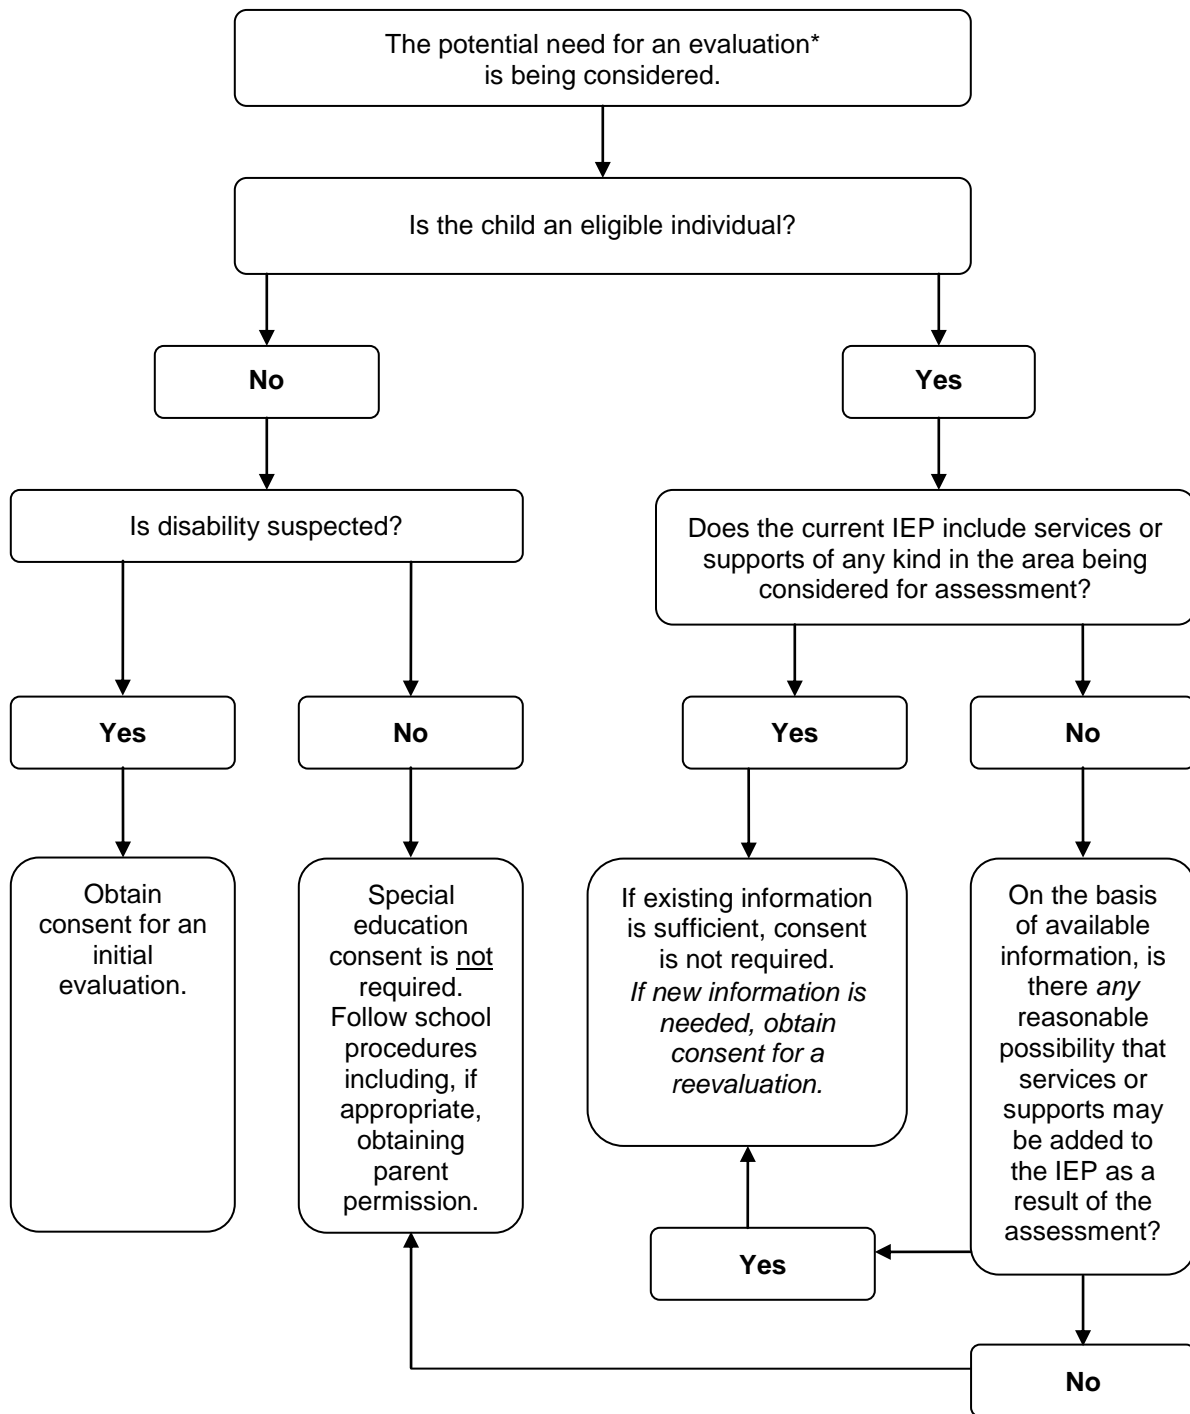 The potential need for an evaluation*
is being considered.
Is the child an eligible individual?
No
Yes
Is disability suspected?
Does the current IEP include services or
supports of any kind in the area being
considered for assessment?
Yes
No
Yes
No
Obtain
consent for an
initial
evaluation.
Special
education
consent is not
required.
Follow school
procedures
including, if
appropriate,
obtaining
parent
permission.
If existing information
is sufficient, consent
is not required.
If new information is
needed, obtain
consent for a
reevaluation.
On the basis
of available
information, is
there any
reasonable
possibility that
services or
supports may
be added to
the IEP as a
result of the
assessment?
Yes
No